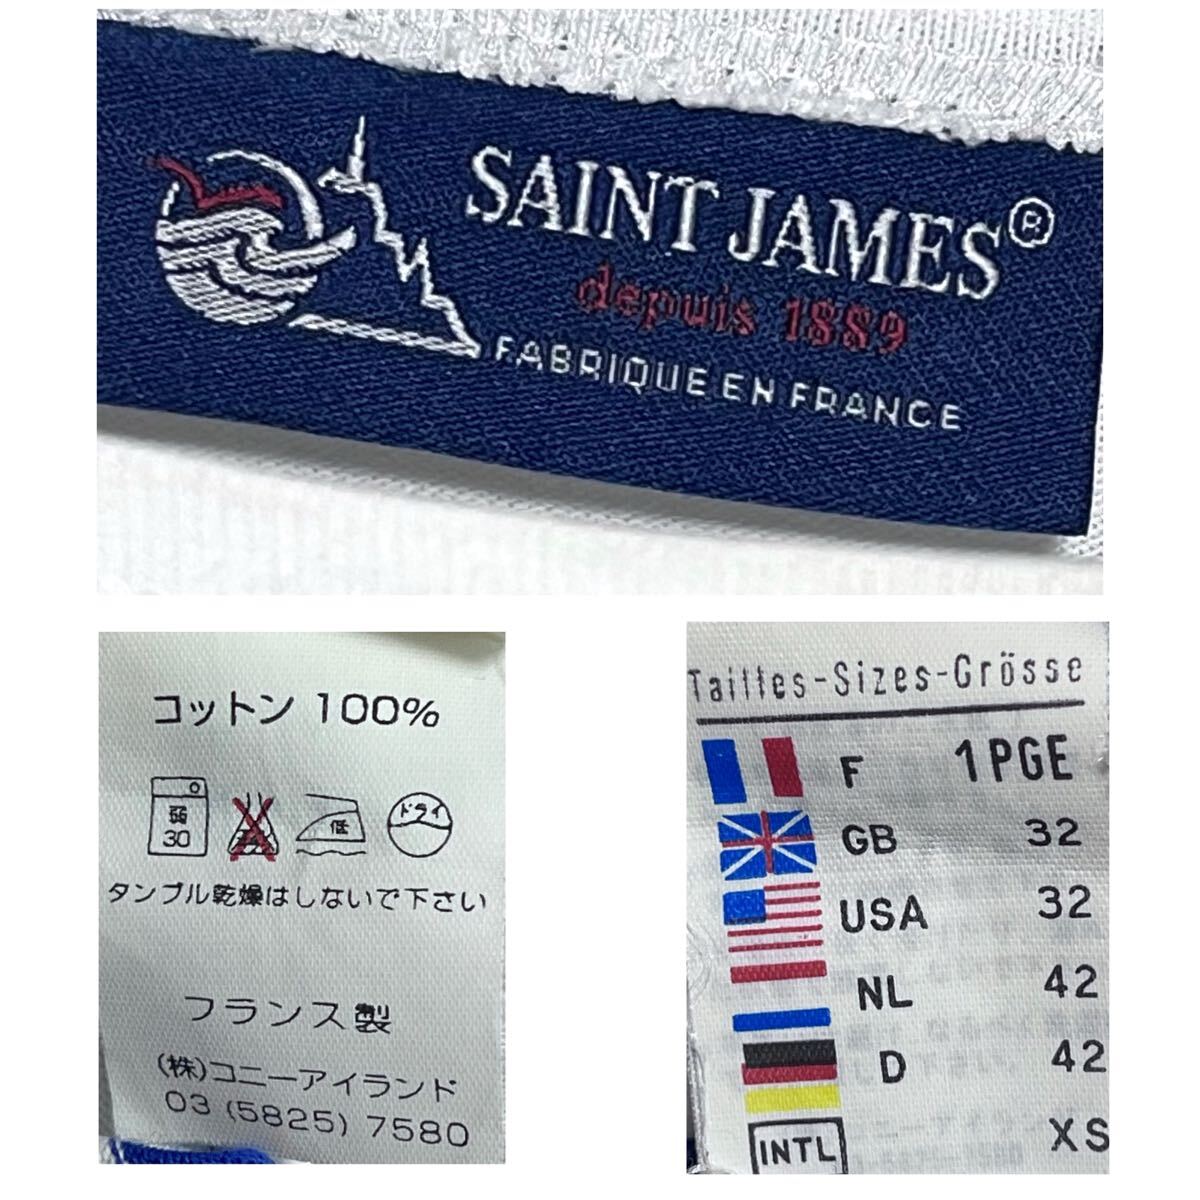 SAINT JAMES®
depuis 1889
FABRIQUE EN FRANCE
コットン 100%
弱
30
低
ドライ
タンブル乾燥はしないで下さい
フランス製
(株)コニーアイランド
03 (5825) 7580
Tailles-Sizes-Grösse
F 1PGE
GB 32
USA 32
NL 42
D 42
INTL XS